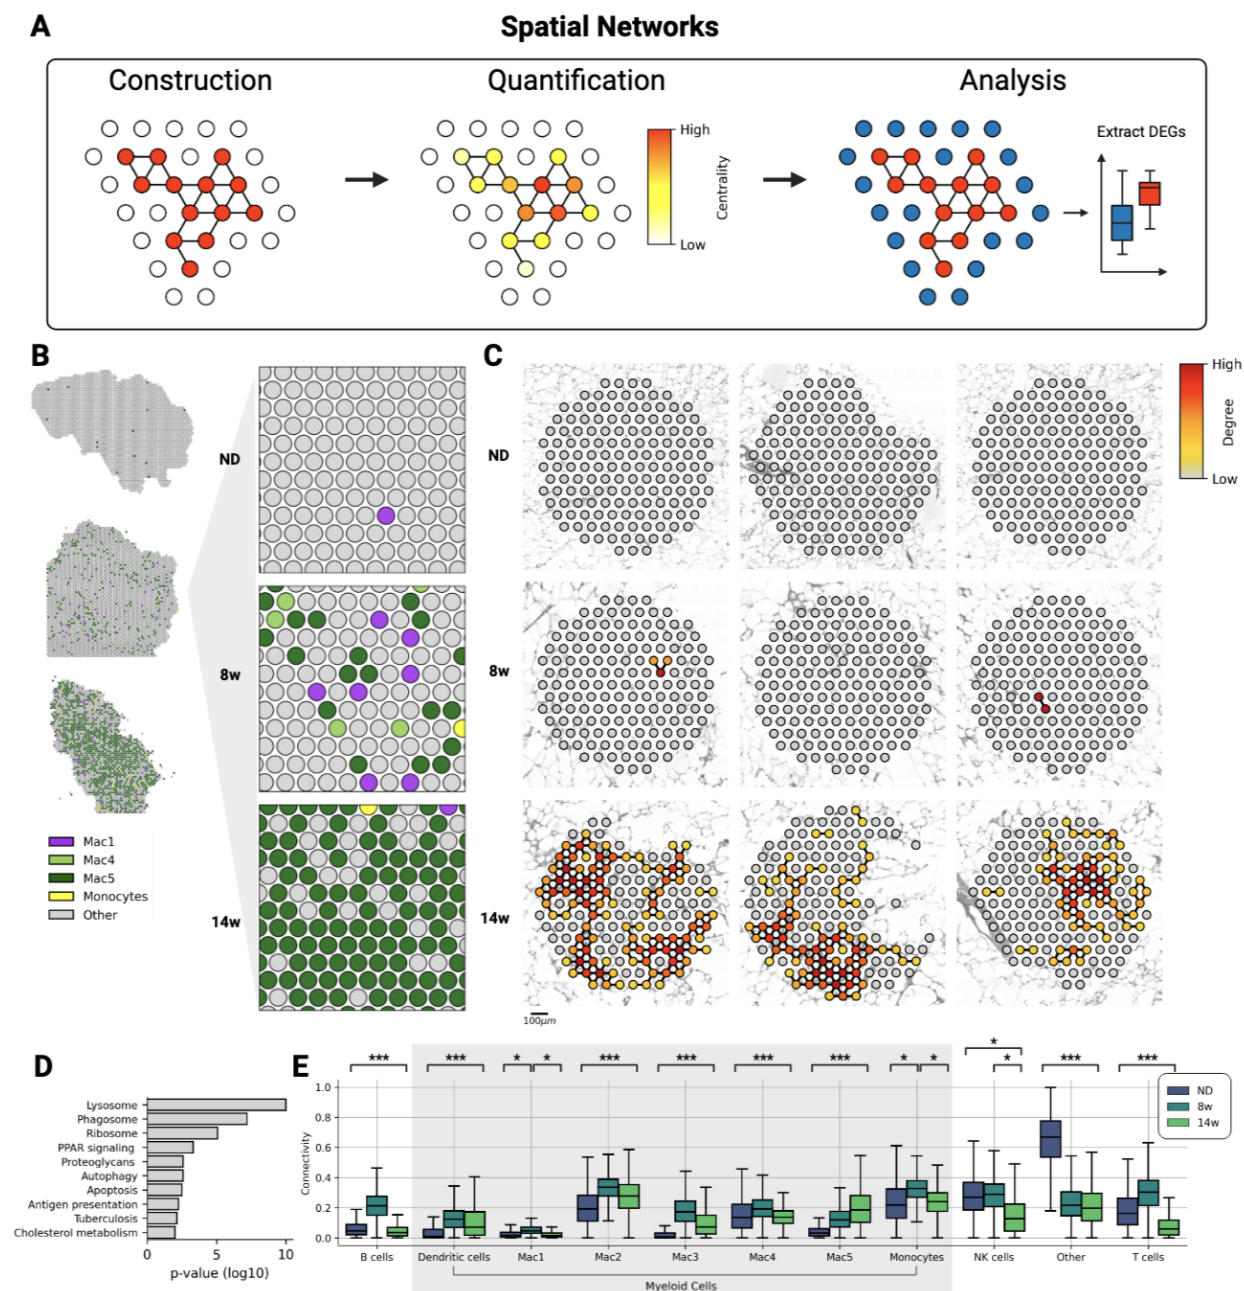 A
Spatial Networks
Construction
Quantification
Analysis
High
Centrality
Low
Extract DEGs
B
ND
8w
14w
Mac1
Mac4
Mac5
Monocytes
Other
C
ND
8w
14w
High
Degree
Low
100μm
D
Lysosome
Phagosome
Ribosome
PPAR signaling
Proteoglycans
Autophagy
Apoptosis
Antigen presentation
Tuberculosis
Cholesterol metabolism
0 5 10
p-value (log10)
E
*** *** * * *** *** *** *** * * * * *** ***
ND
8w
14w
Connectivity
1.0
0.8
0.6
0.4
0.2
0.0
B cells Dendritic cells Mac1 Mac2 Mac3 Mac4 Mac5 Monocytes NK cells Other T cells
Myeloid Cells